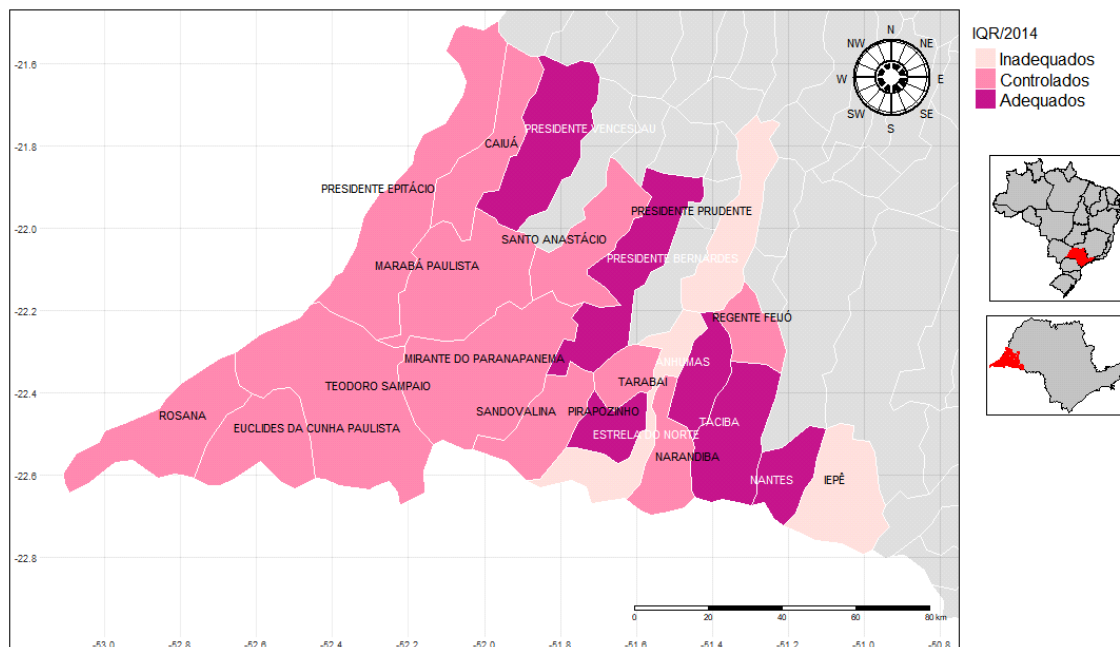 IQR/2014
Inadequados
Controlados
Adequados
N
NW
NE
W
E
SW
SE
S
-21.6
-21.8
-22.0
-22.2
-22.4
-22.6
-22.8
PRESIDENTE VENCESLAU
CAIUÁ
PRESIDENTE EPITÁCIO
PRESIDENTE PRUDENTE
SANTO ANASTÁCIO
PRESIDENTE BERNARDES
MARABÁ PAULISTA
REGENTE FEIJÓ
MIRANTE DO PARANAPANEMA
ANHUMAS
TEODORO SAMPAIO
TARABAI
ROSANA
SANDOVALINA
PIRAPOZINHO
TACIBA
EUCLIDES DA CUNHA PAULISTA
ESTRELA DO NORTE
NARANDIBA
NANTES
IEPÊ
0
20
40
60
80 km
-53.0
-52.8
-52.6
-52.4
-52.2
-52.0
-51.8
-51.6
-51.4
-51.2
-51.0
-50.8